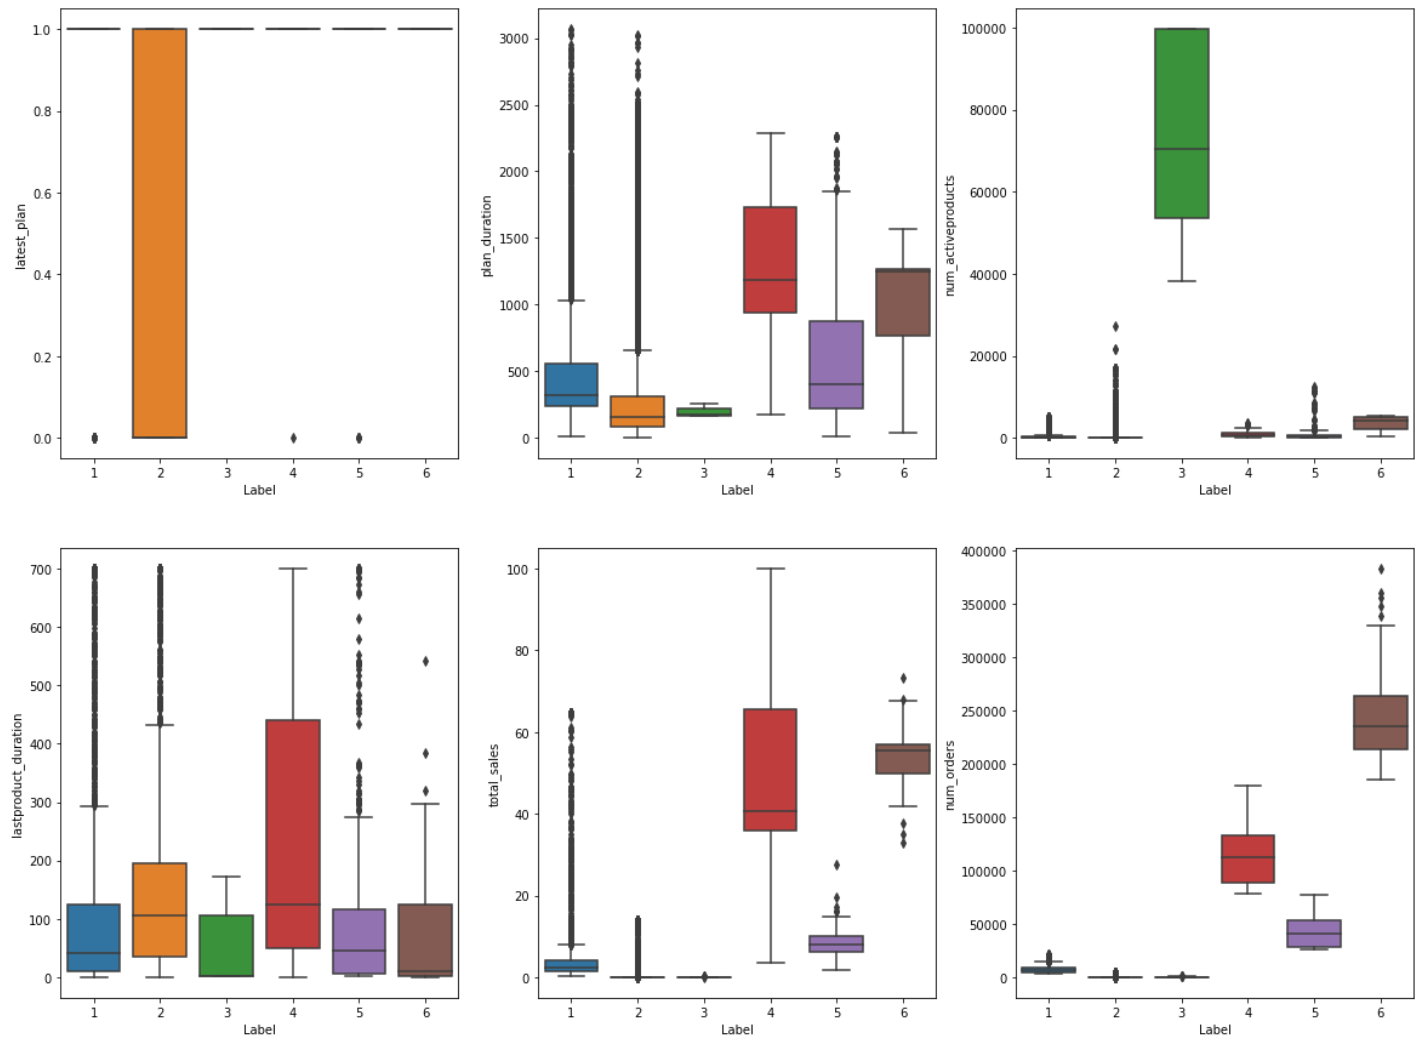 latest_plan
1.0
0.8
0.6
0.4
0.2
0.0
1 2 3 4 5 6
Label
plan_duration
3000
2500
2000
1500
1000
500
0
1 2 3 4 5 6
Label
num_activeproducts
100000
80000
60000
40000
20000
0
1 2 3 4 5 6
Label
lastproduct_duration
700
600
500
400
300
200
100
0
1 2 3 4 5 6
Label
total_sales
100
80
60
40
20
0
1 2 3 4 5 6
Label
num_orders
400000
350000
300000
250000
200000
150000
100000
50000
0
1 2 3 4 5 6
Label